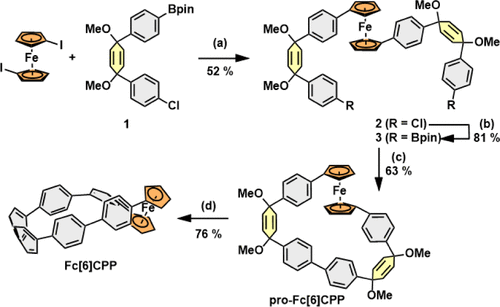 I
Fe
I
+
MeO
Bpin
MeO
Cl
1
(a)
52 %
MeO
MeO
R
Fe
MeO
OMe
R
2 (R = Cl)
3 (R = Bpin)
(b)
81 %
(c)
63 %
MeO
MeO
Fe
OMe
MeO
pro-Fc[6]CPP
(d)
76 %
Fe
Fc[6]CPP